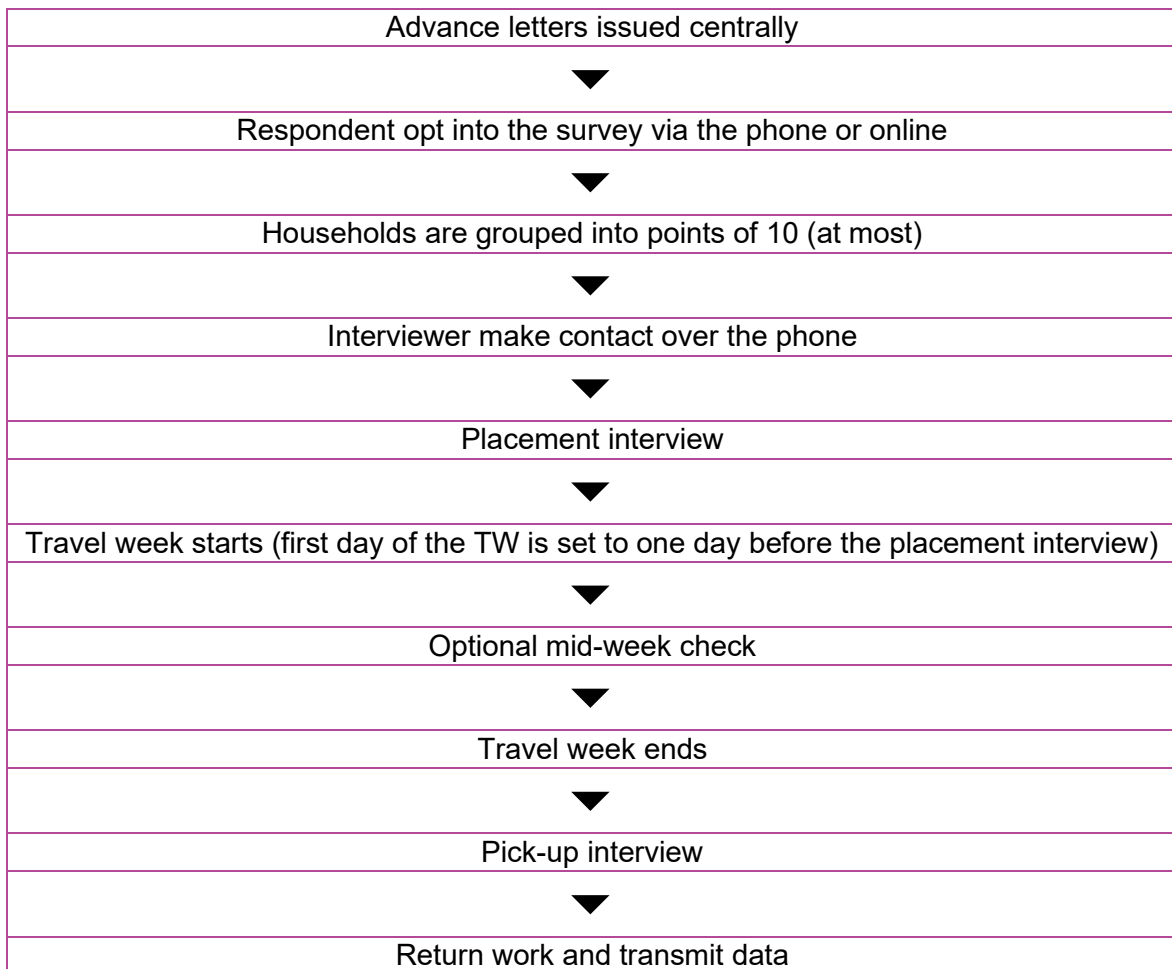 Advance letters issued centrally
Respondent opt into the survey via the phone or online
Households are grouped into points of 10 (at most)
Interviewer make contact over the phone
Placement interview
Travel week starts (first day of the TW is set to one day before the placement interview)
Optional mid-week check
Travel week ends
Pick-up interview
Return work and transmit data